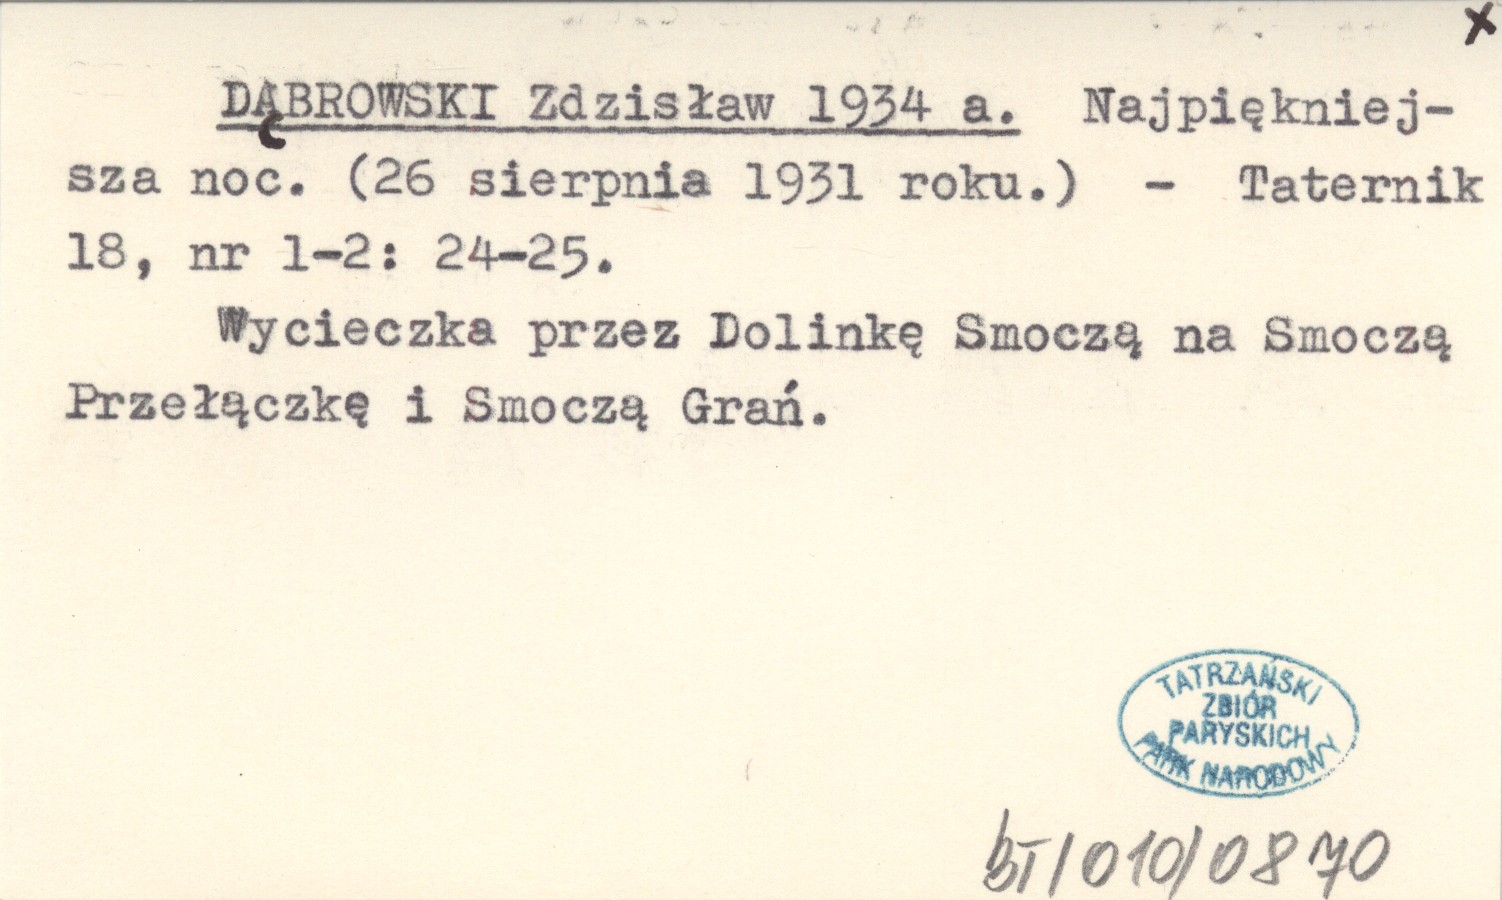 x
DĄBROWSKI Zdzisław 1934 a. Najpiękniej-
sza noc. (26 sierpnia 1931 roku.) - Taternik
18, nr 1-2: 24-25.
Wycieczka przez Dolinkę Smoczą na Smoczą
Przełączkę i Smoczą Grań.
TATRZAŃSKI
ZBIÓR
PARYSKICH
PARK NARODOWY
BT/010/0870